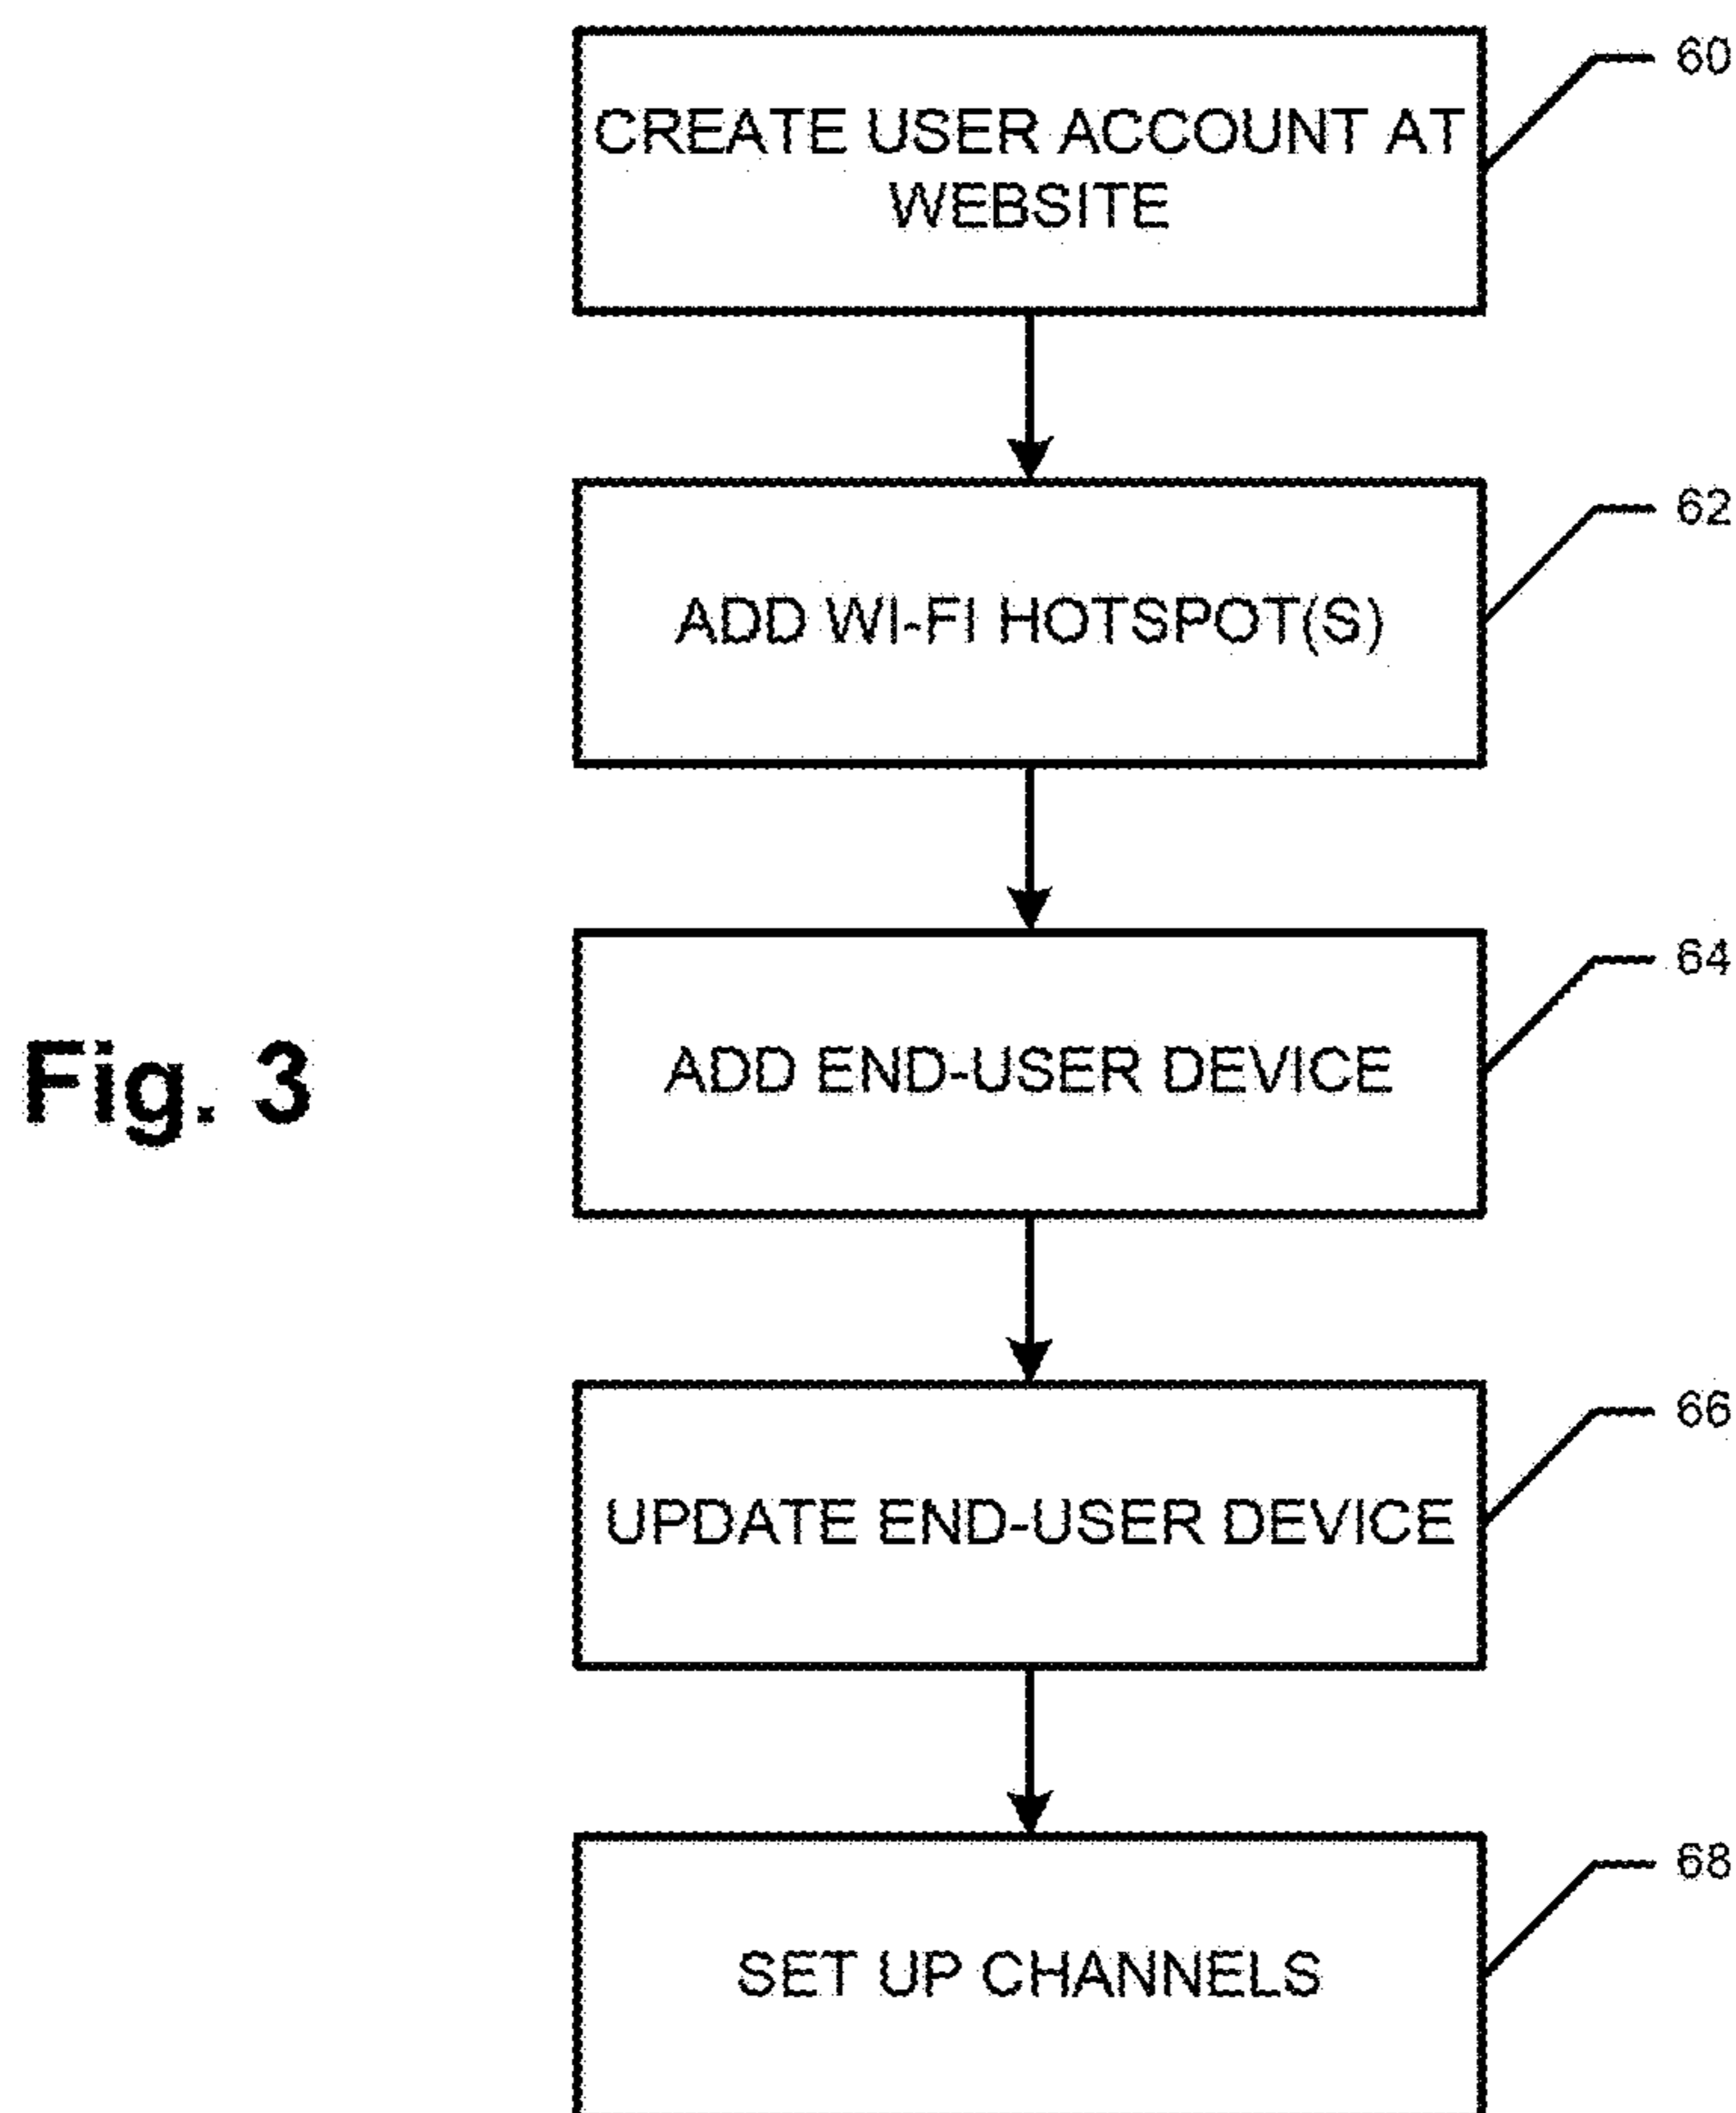 60
CREATE USER ACCOUNT AT
WEBSITE
62
ADD WI-FI HOTSPOT(S)
64
Fig. 3
ADD END-USER DEVICE
66
UPDATE END-USER DEVICE
68
SET UP CHANNELS